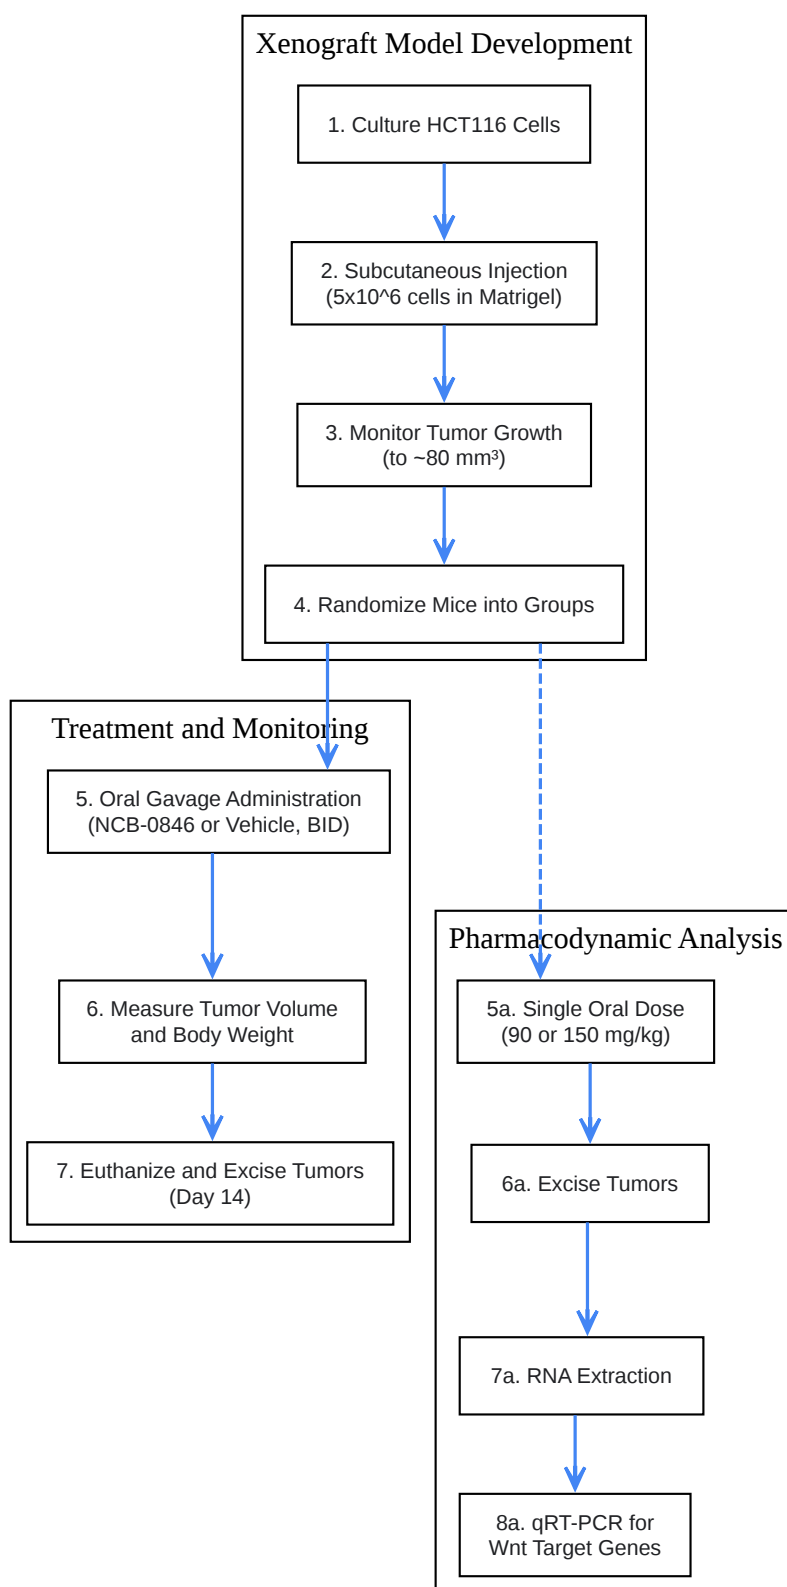 Xenograft Model Development
1. Culture HCT116 Cells
2. Subcutaneous Injection
(5x10^6 cells in Matrigel)
3. Monitor Tumor Growth
(to ~80 mm³)
4. Randomize Mice into Groups
Treatment and Monitoring
5. Oral Gavage Administration
(NCB-0846 or Vehicle, BID)
6. Measure Tumor Volume
and Body Weight
7. Euthanize and Excise Tumors
(Day 14)
Pharmacodynamic Analysis
5a. Single Oral Dose
(90 or 150 mg/kg)
6a. Excise Tumors
7a. RNA Extraction
8a. qRT-PCR for
Wnt Target Genes